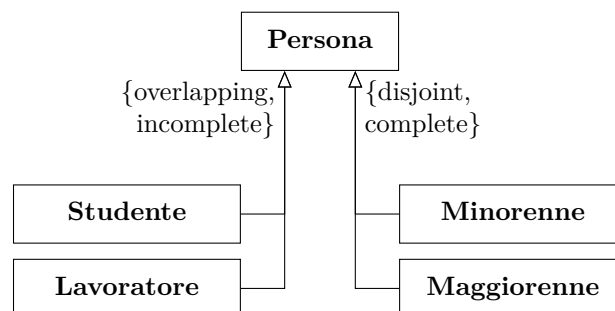 Persona
{overlapping,
incomplete}
{disjoint,
complete}
Studente
Minorenne
Lavoratore
Maggiorenne